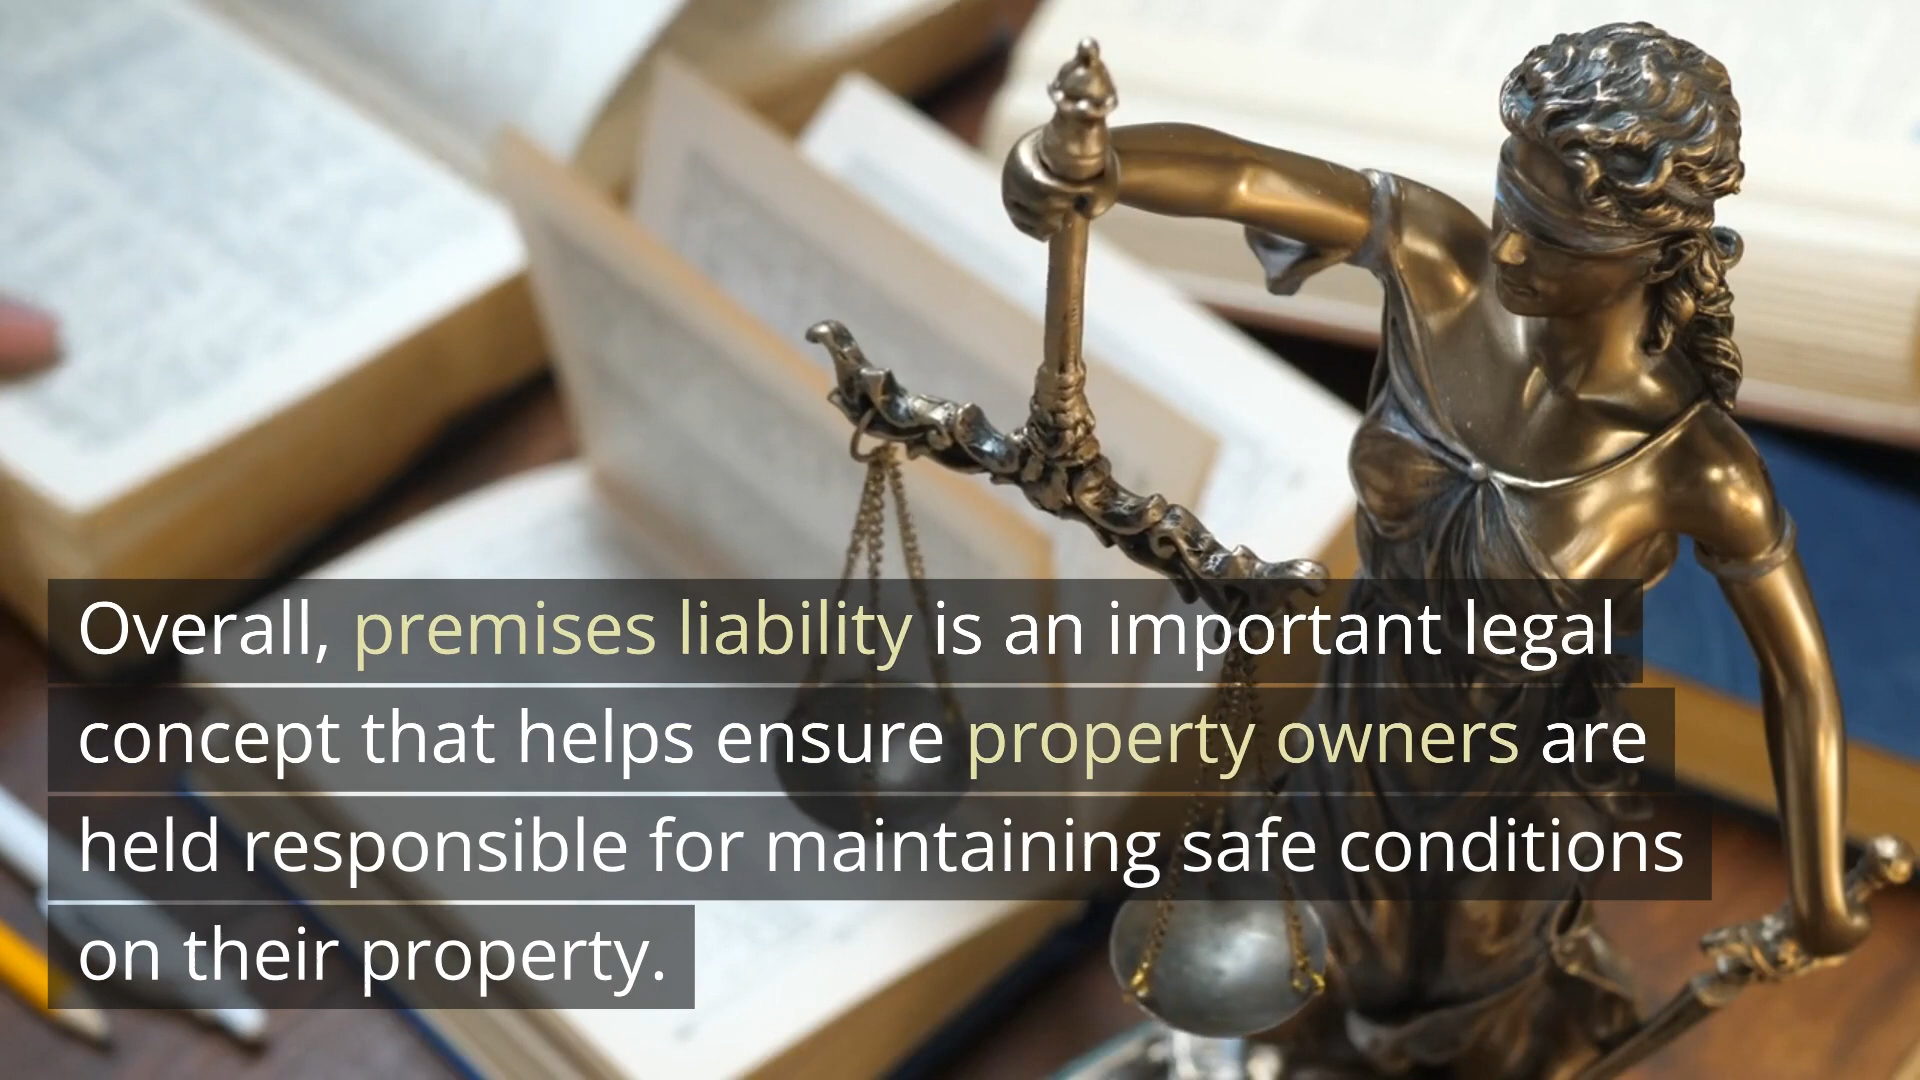 Overall, premises liability is an important legal
concept that helps ensure property owners are
held responsible for maintaining safe conditions
on their property.